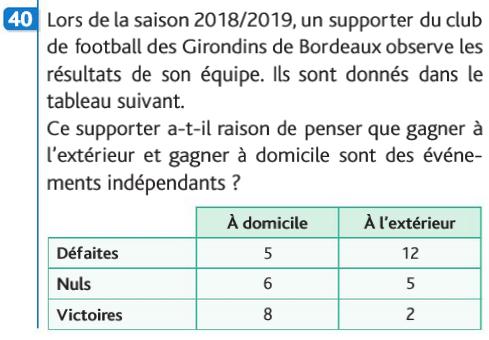 40 Lors de la saison 2018/2019, un supporter du club
de football des Girondins de Bordeaux observe les
résultats de son équipe. Ils sont donnés dans le
tableau suivant.
Ce supporter a-t-il raison de penser que gagner à
l'extérieur et gagner à domicile sont des événe-
ments indépendants ?
À domicile À l'extérieur
Défaites 5 12
Nuls 6 5
Victoires 8 2